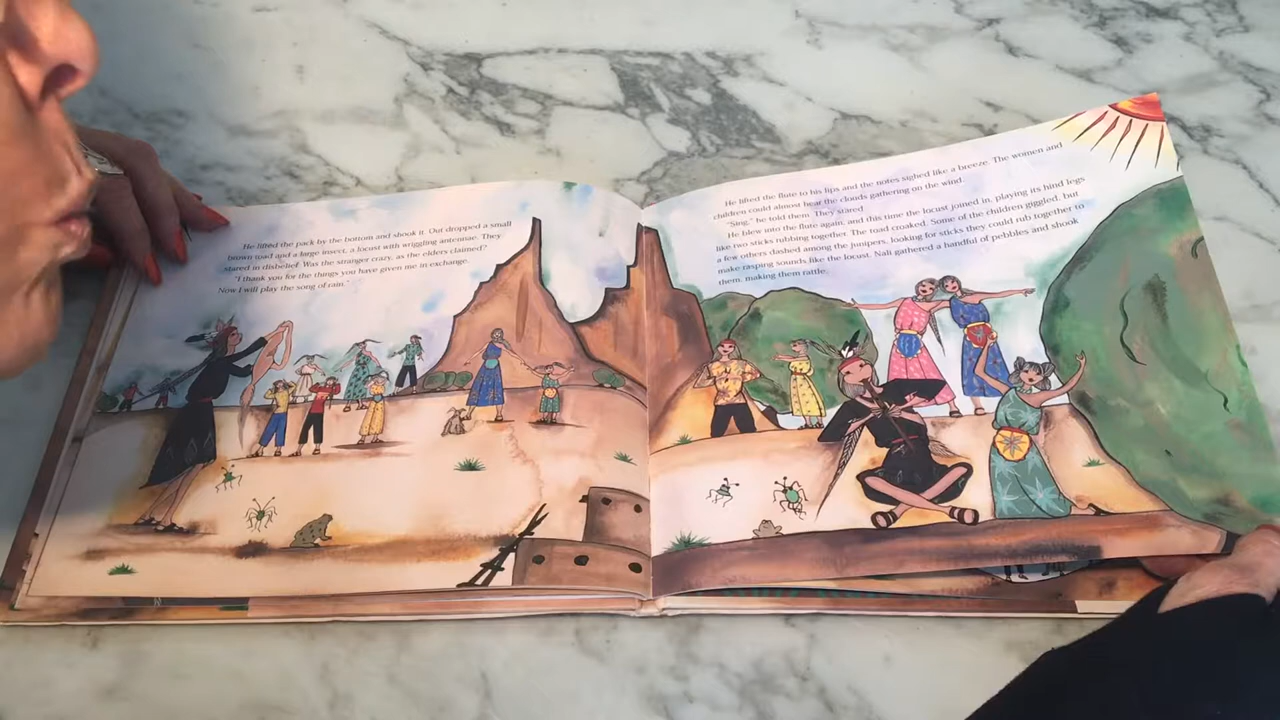 He lifted the pack by the bottom and shook it. Out dropped a small
brown toad and a large insect, a locust with wriggling antennae. They
stared in disbelief. Was the stranger crazy, as the elders claimed?
"I thank you for the things you have given me in exchange.
Now I will play the song of rain."
He lifted the flute to his lips and the notes sighed like a breeze. The women and
children could almost hear the clouds gathering on the wind.
"Sing," he told them. They stared.
He blew into the flute again, and this time the locust joined in, playing its hind legs
like two sticks rubbing together. The toad croaked. Some of the children giggled, but
a few others dashed among the junipers, looking for sticks they could rub together to
make rasping sounds like the locust. Nali gathered a handful of pebbles and shook
them, making them rattle.